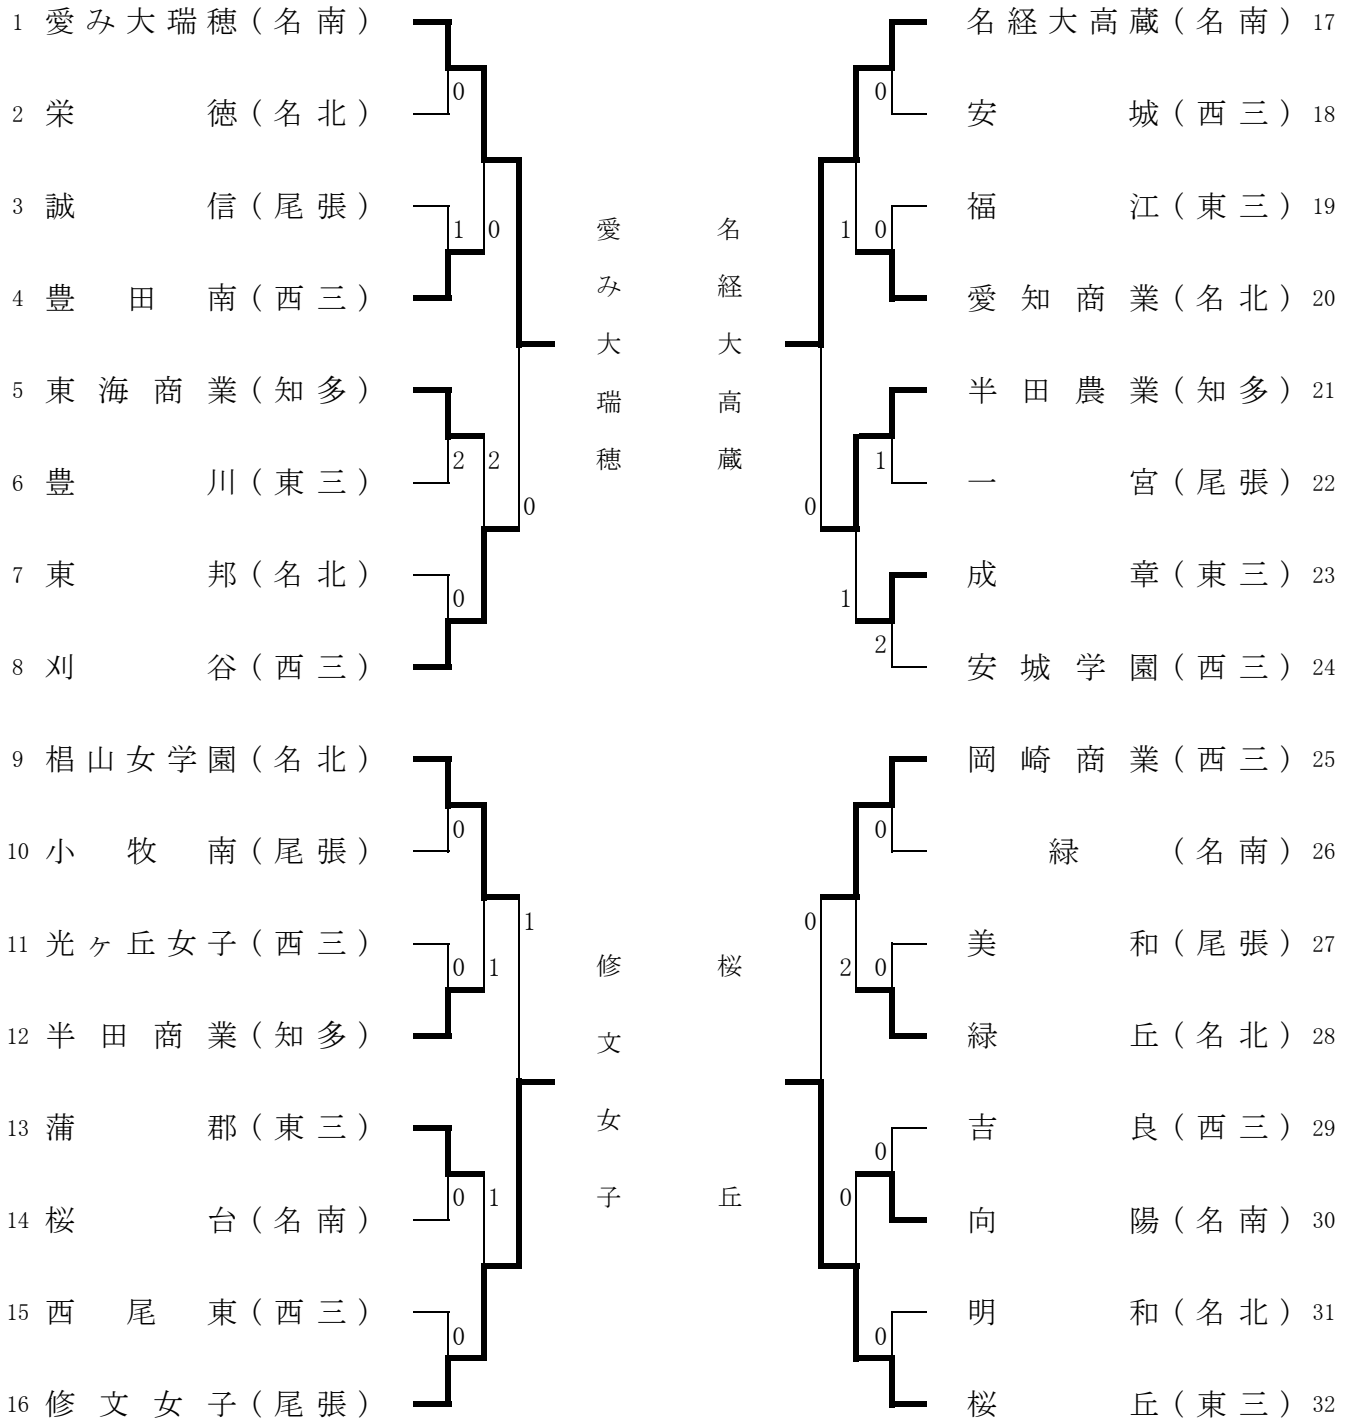 1 愛み大瑞穂(名南)
2 栄徳(名北)
3 誠信(尾張)
4 豊田南(西三)
5 東海商業(知多)
6 豊川(東三)
7 東邦(名北)
8 刈谷(西三)
9 椙山女学園(名北)
10 小牧南(尾張)
11 光ヶ丘女子(西三)
12 半田商業(知多)
13 蒲郡(東三)
14 桜台(名南)
15 西尾東(西三)
16 修文女子(尾張)
0
1
0
2
2
0
0
0
0
1
1
0
1
0
愛み大瑞穂
修文女子
名経大高蔵
桜丘
0
1
0
1
0
1
2
0
0
2
0
0
0
0
名経大高蔵(名南) 17
安城(西三) 18
福江(東三) 19
愛知商業(名北) 20
半田農業(知多) 21
一宮(尾張) 22
成章(東三) 23
安城学園(西三) 24
岡崎商業(西三) 25
緑(名南) 26
美和(尾張) 27
緑丘(名北) 28
吉良(西三) 29
向陽(名南) 30
明和(名北) 31
桜丘(東三) 32